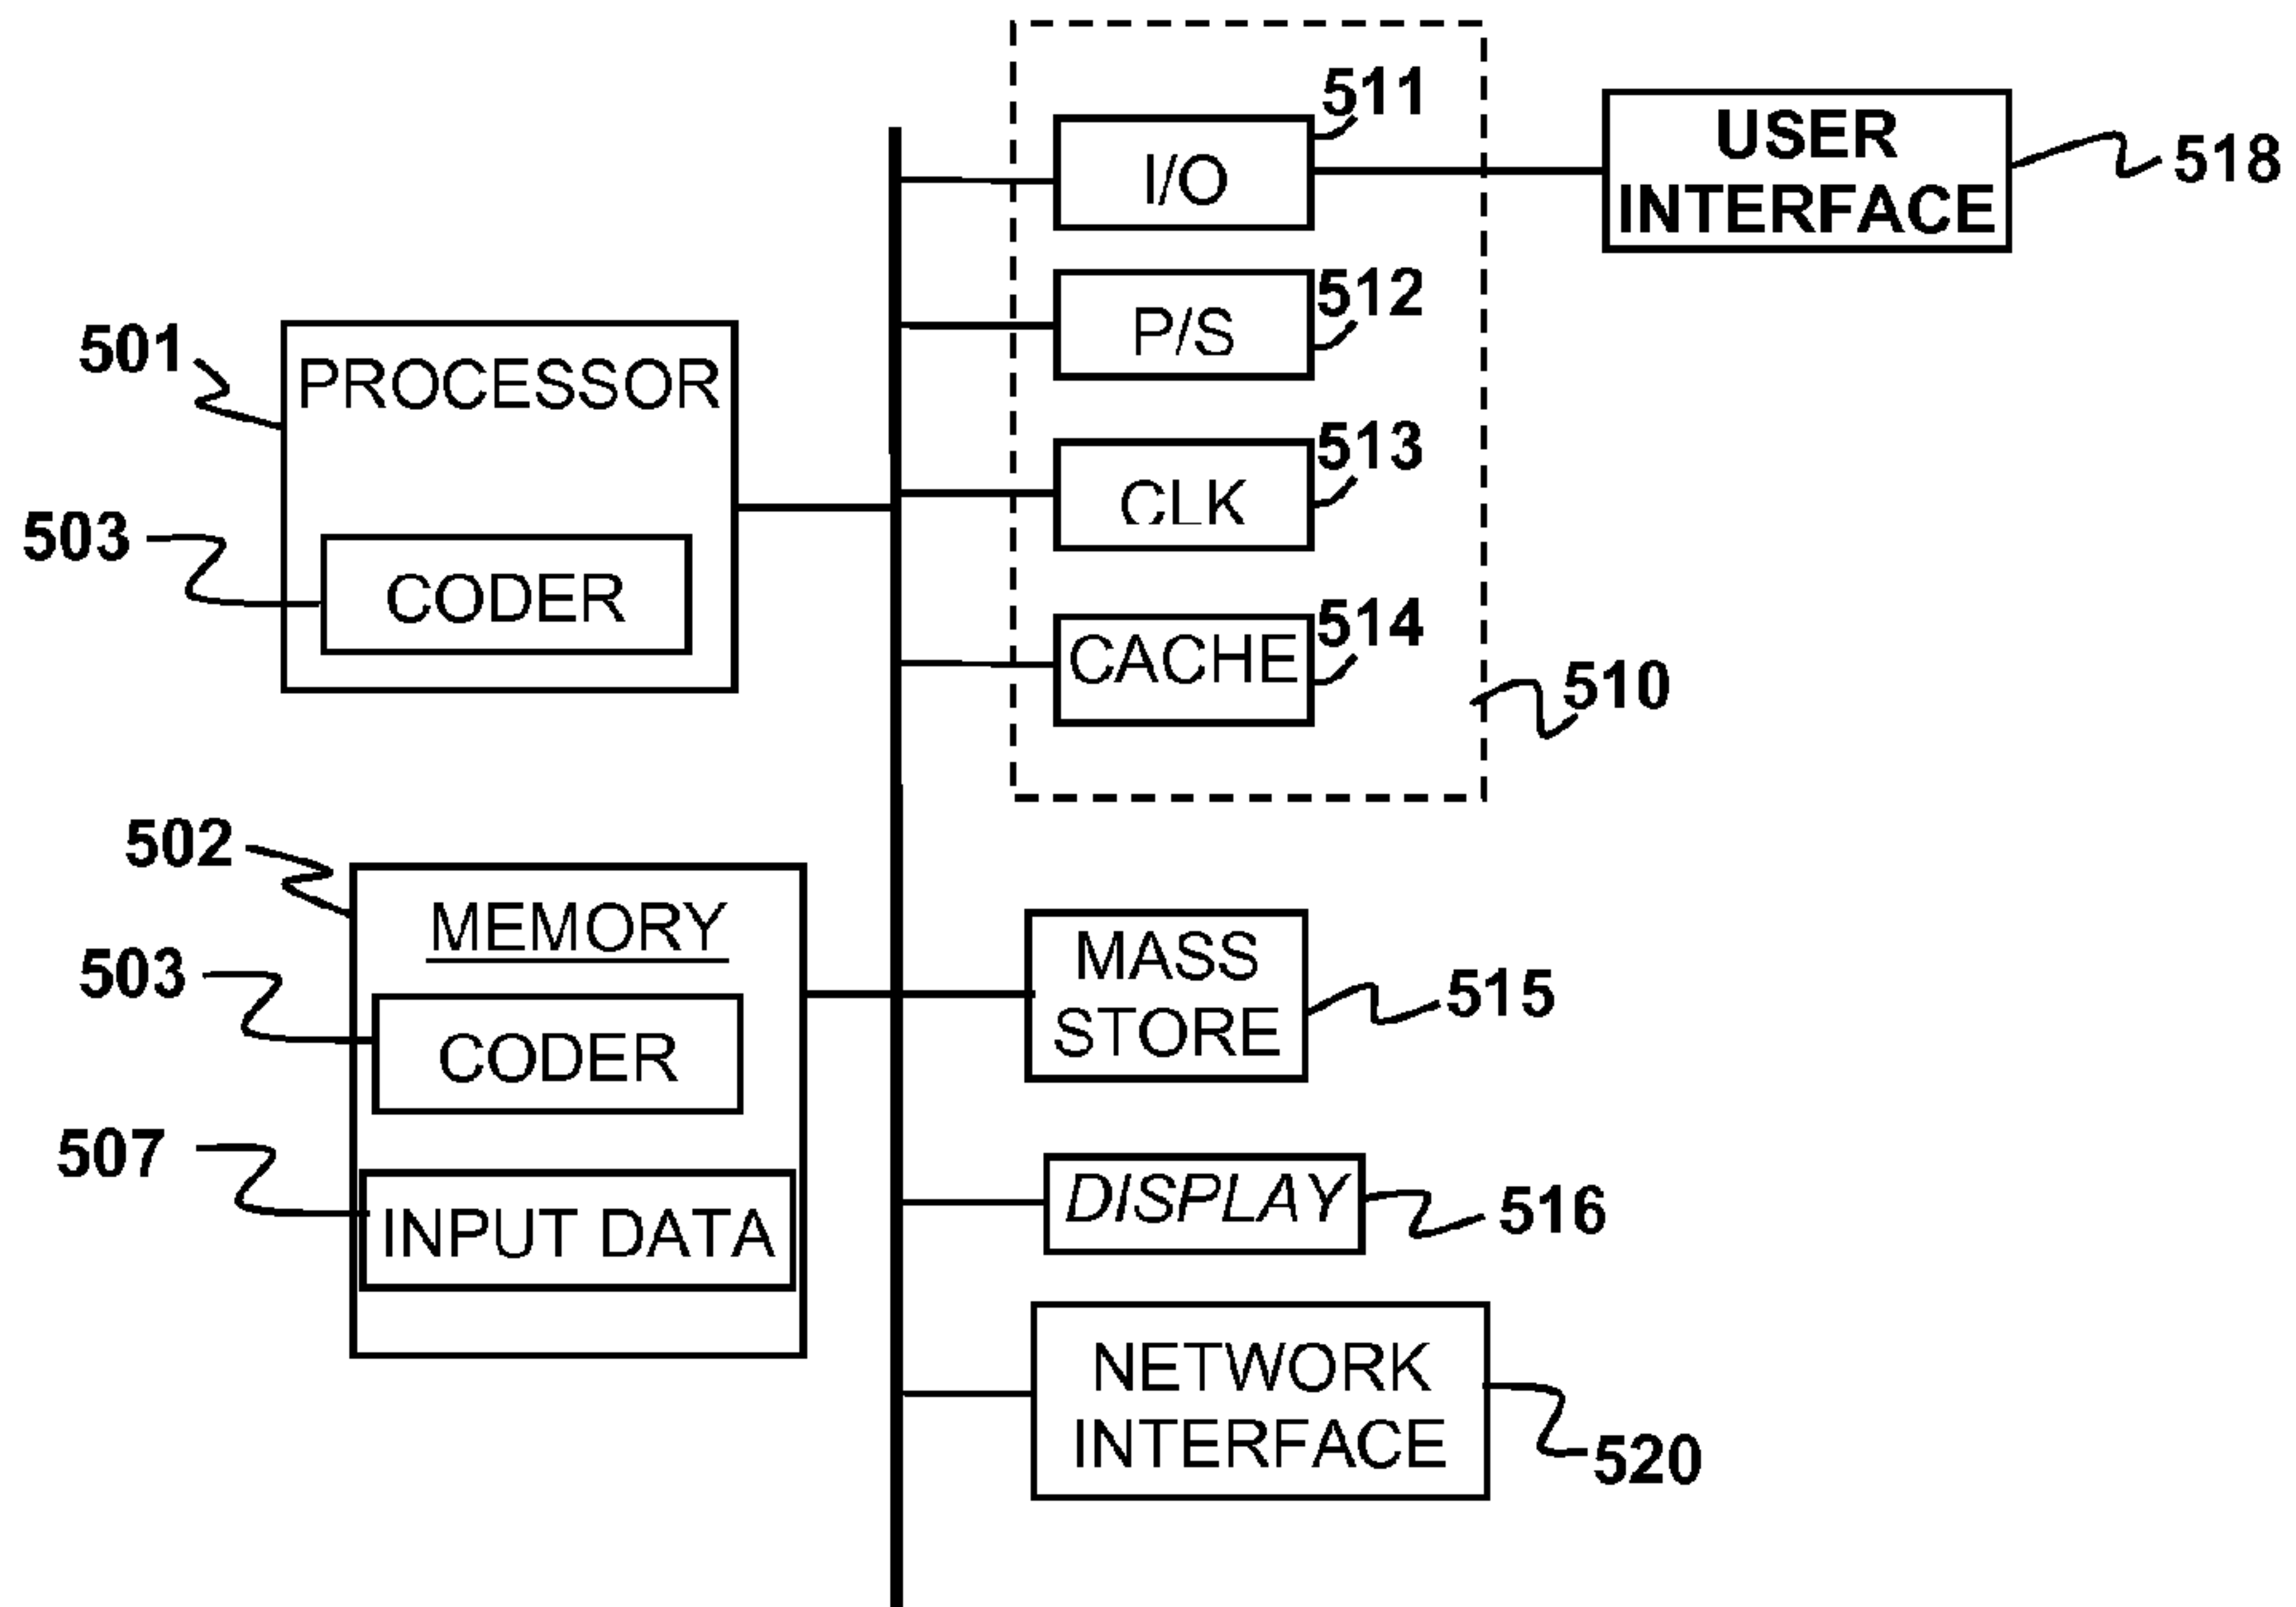 511
I/O
USER
INTERFACE
518
512
P/S
501
PROCESSOR
513
CLK
503
CODER
514
CACHE
510
502
MEMORY
503
CODER
507
INPUT DATA
MASS
STORE
515
DISPLAY
516
NETWORK
INTERFACE
520